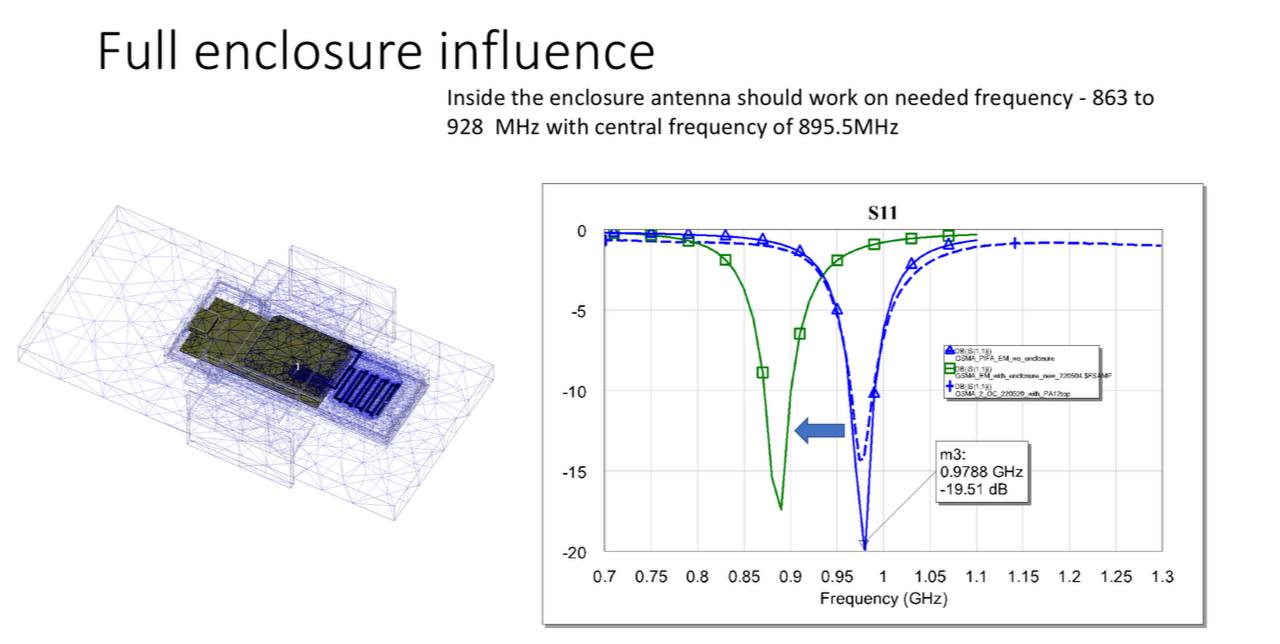 Full enclosure influence
Inside the enclosure antenna should work on needed frequency - 863 to
928 MHz with central frequency of 895.5MHz
S11
0
-5
-10
-15
-20
0.7 0.75 0.8 0.85 0.9 0.95 1 1.05 1.1 1.15 1.2 1.25 1.3
Frequency (GHz)
DB(|S(1,1)|)
GSMA_PIFA_EM_wo_enclosure
DB(|S(1,1)|)
GSMA_EM_with_enclosure_new_220504.$FSAMP
DB(|S(1,1)|)
GSMA_2_OC_220520_with_PA12top
m3:
0.9788 GHz
-19.51 dB
1